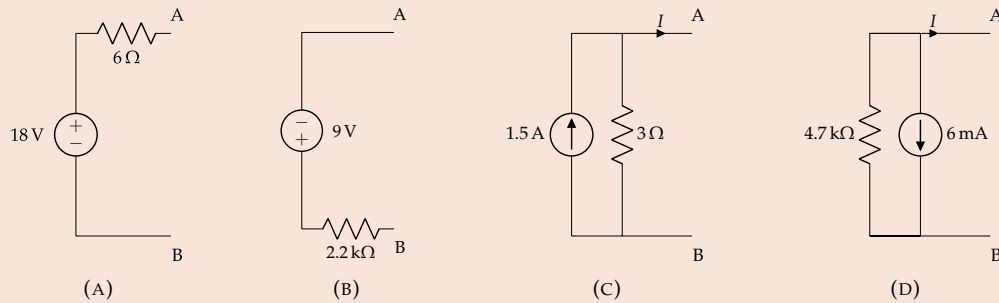 A
6 Ω
18 V
+
−
B
(A)
A
−
+
9 V
2.2 kΩ
B
(B)
I
A
1.5 A
3 Ω
B
(C)
I
A
4.7 kΩ
6 mA
B
(D)